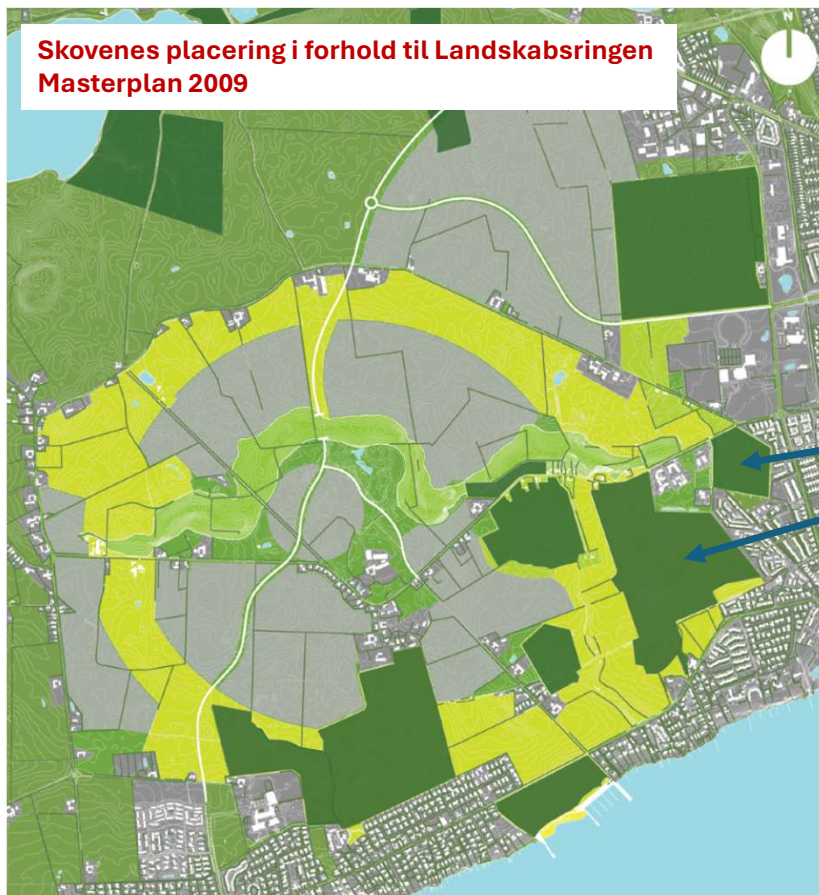 Skovenes placering i forhold til Landskabsringen
Masterplan 2009
N